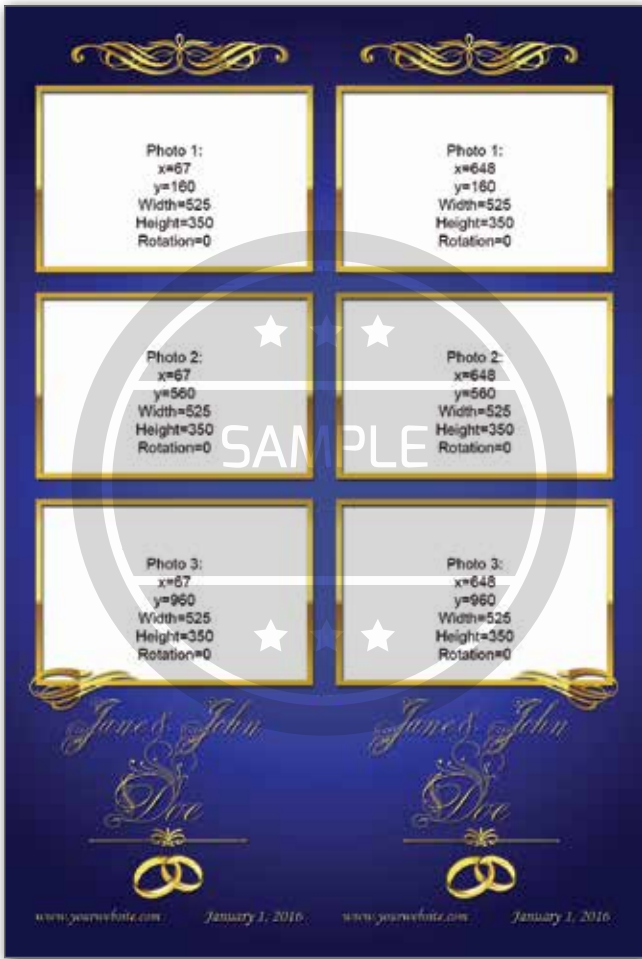 Photo 1:
x=67
y=160
Width=525
Height=350
Rotation=0
Photo 1:
x=648
y=160
Width=525
Height=350
Rotation=0
Photo 2:
x=67
y=560
Width=525
Height=350
Rotation=0
Photo 2:
x=648
y=560
Width=525
Height=350
Rotation=0
SAMPLE
Photo 3:
x=67
y=960
Width=525
Height=350
Rotation=0
Photo 3:
x=648
y=960
Width=525
Height=350
Rotation=0
Jane & John
Doe
www.yourwebsite.com January 1, 2016
Jane & John
Doe
www.yourwebsite.com January 1, 2016